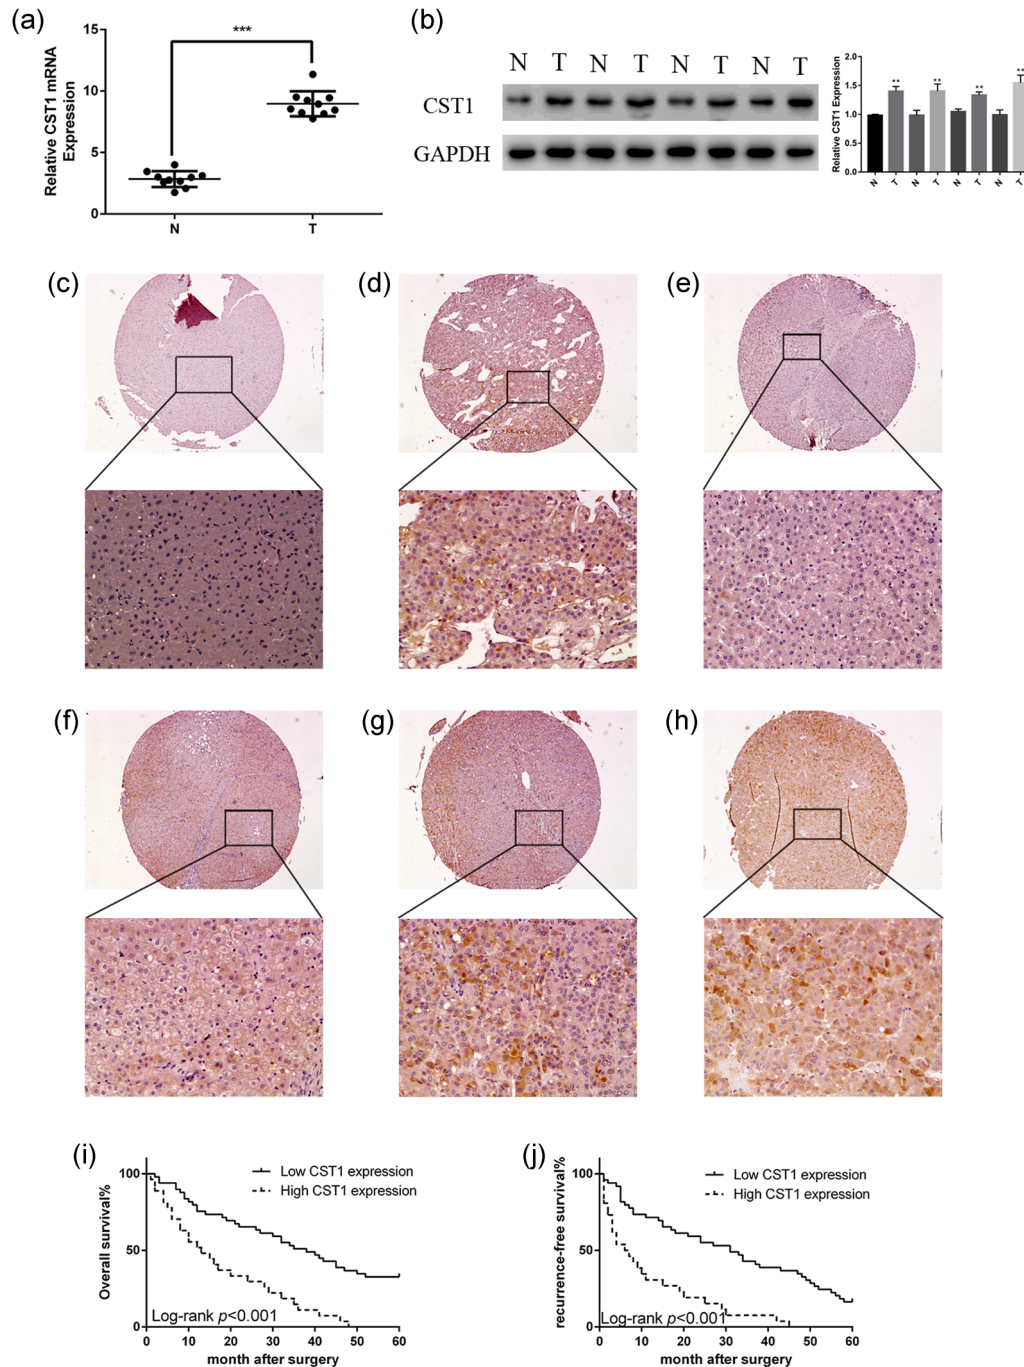 (a)
Relative CST1 mRNA
Expression
15
10
5
0
***
N
T
(b)
N T N T N T N T
CST1
GAPDH
Relative CST1 Expression
2.0
1.5
1.0
0.5
0.0
**
**
**
**
N T N T N T N T
(c)
(d)
(e)
(f)
(g)
(h)
(i)
Overall survival%
100
50
0
Low CST1 expression
High CST1 expression
Log-rank p<0.001
0 10 20 30 40 50 60
month after surgery
(j)
recurrence-free survival%
100
50
0
Low CST1 expression
High CST1 expression
Log-rank p<0.001
0 10 20 30 40 50 60
month after surgery